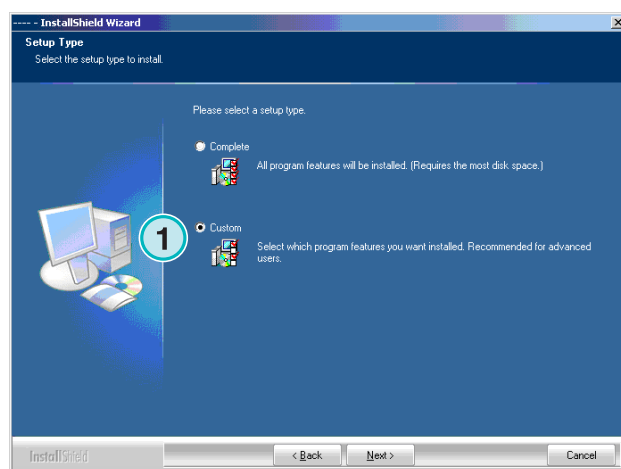 ---- - InstallShield Wizard
Setup Type
Select the setup type to install.
Please select a setup type.
Complete
All program features will be installed. (Requires the most disk space.)
1
Custom
Select which program features you want installed. Recommended for advanced
users.
InstallShield
< Back
Next >
Cancel